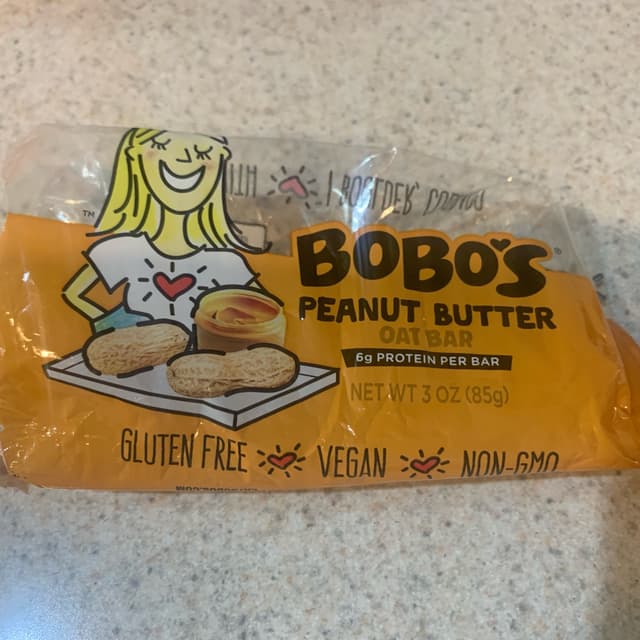 ™
BOBO'S
PEANUT BUTTER
OAT BAR
6g PROTEIN PER BAR
NET WT 3 OZ (85g)
GLUTEN FREE VEGAN NON-GMO